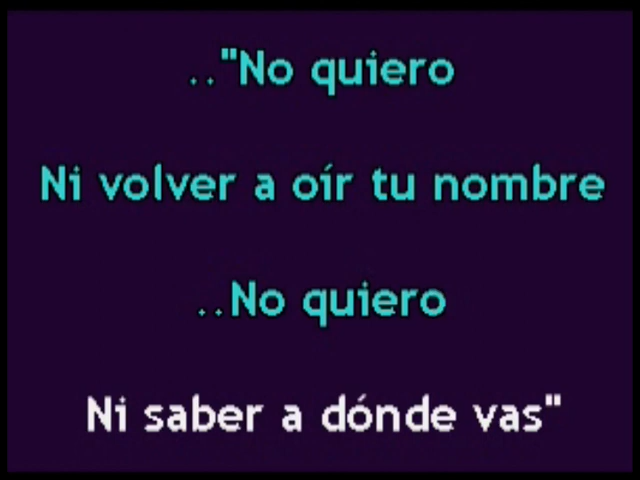 .."No quiero
Ni volver a oír tu nombre
..No quiero
Ni saber a dónde vas"